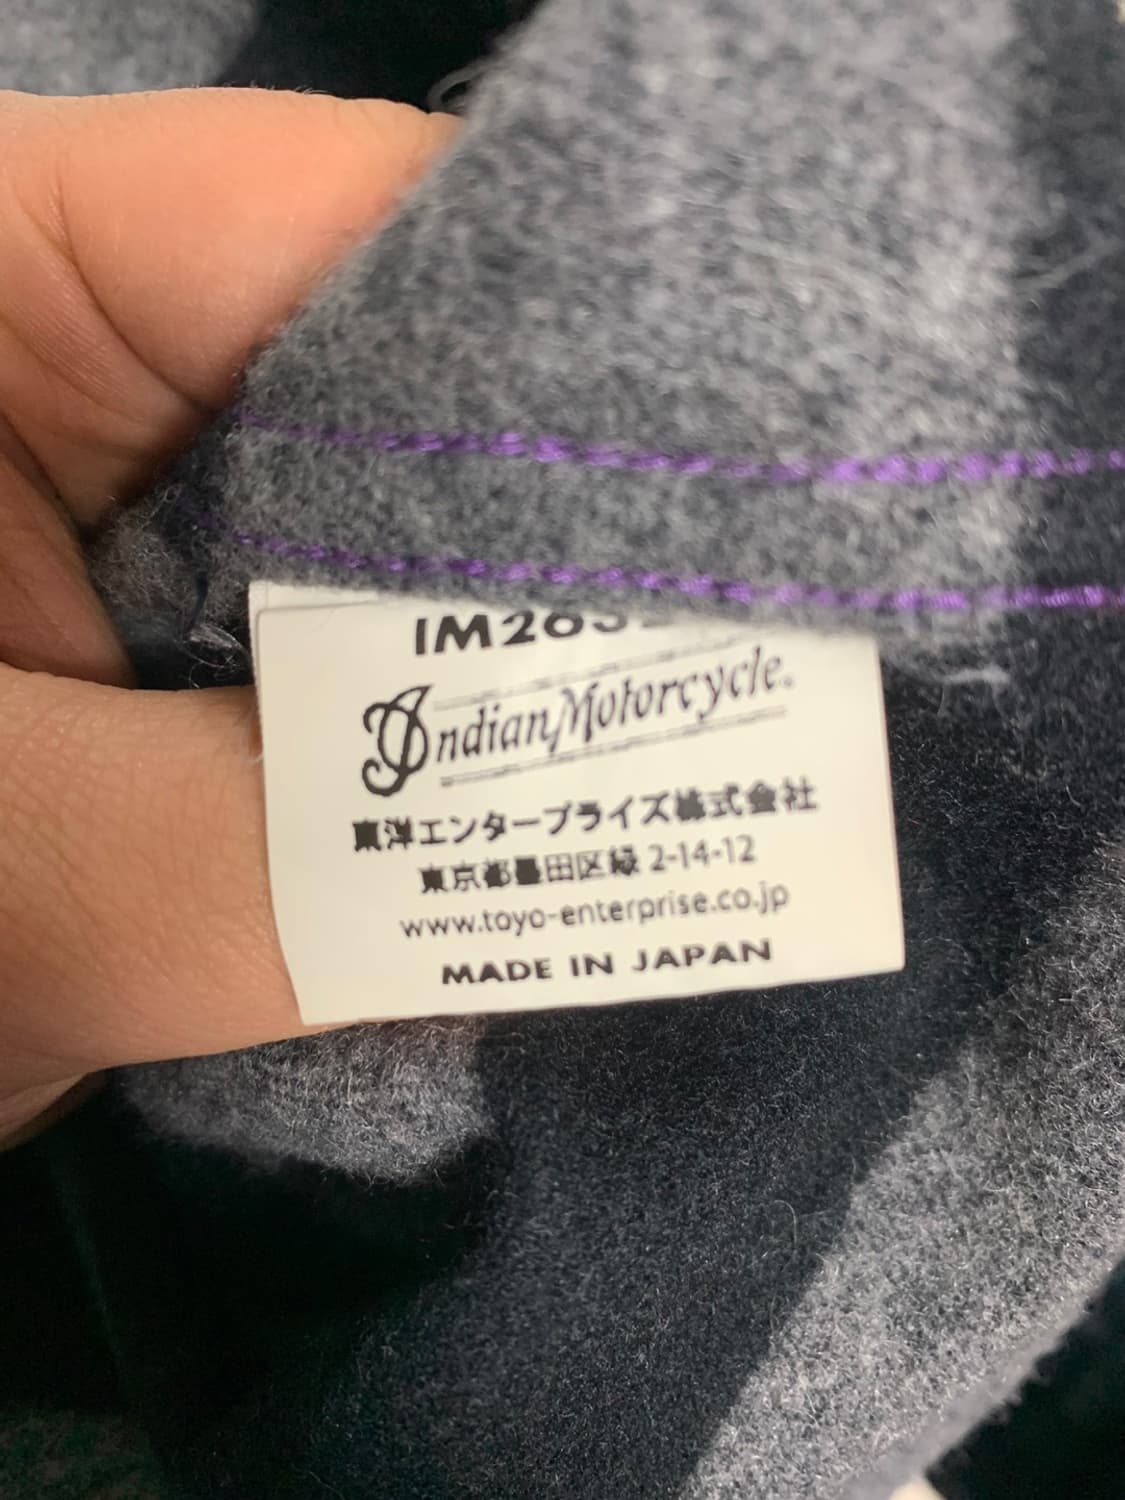 Indian Motorcycle.
東洋エンタープライズ株式会社
東京都墨田区緑 2-14-12
www.toyo-enterprise.co.jp
MADE IN JAPAN